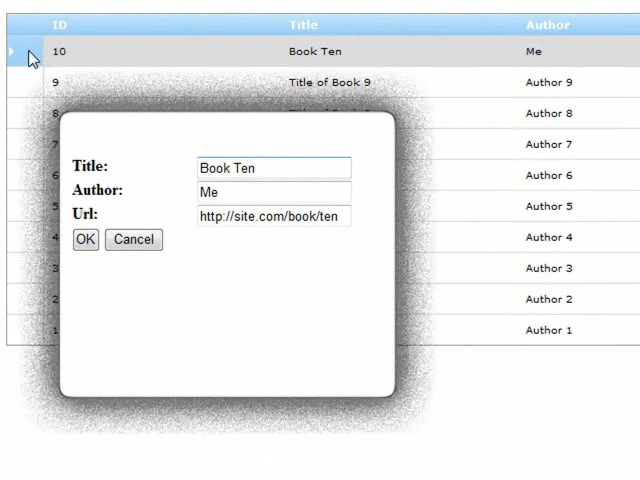 ID Title Author
10 Book Ten Me
9 Title of Book 9 Author 9
8 Author 8
7 Author 7
6 Author 6
5 Author 5
4 Author 4
3 Author 3
2 Author 2
1 Author 1
Title: Book Ten
Author: Me
Url: http://site.com/book/ten
OK Cancel